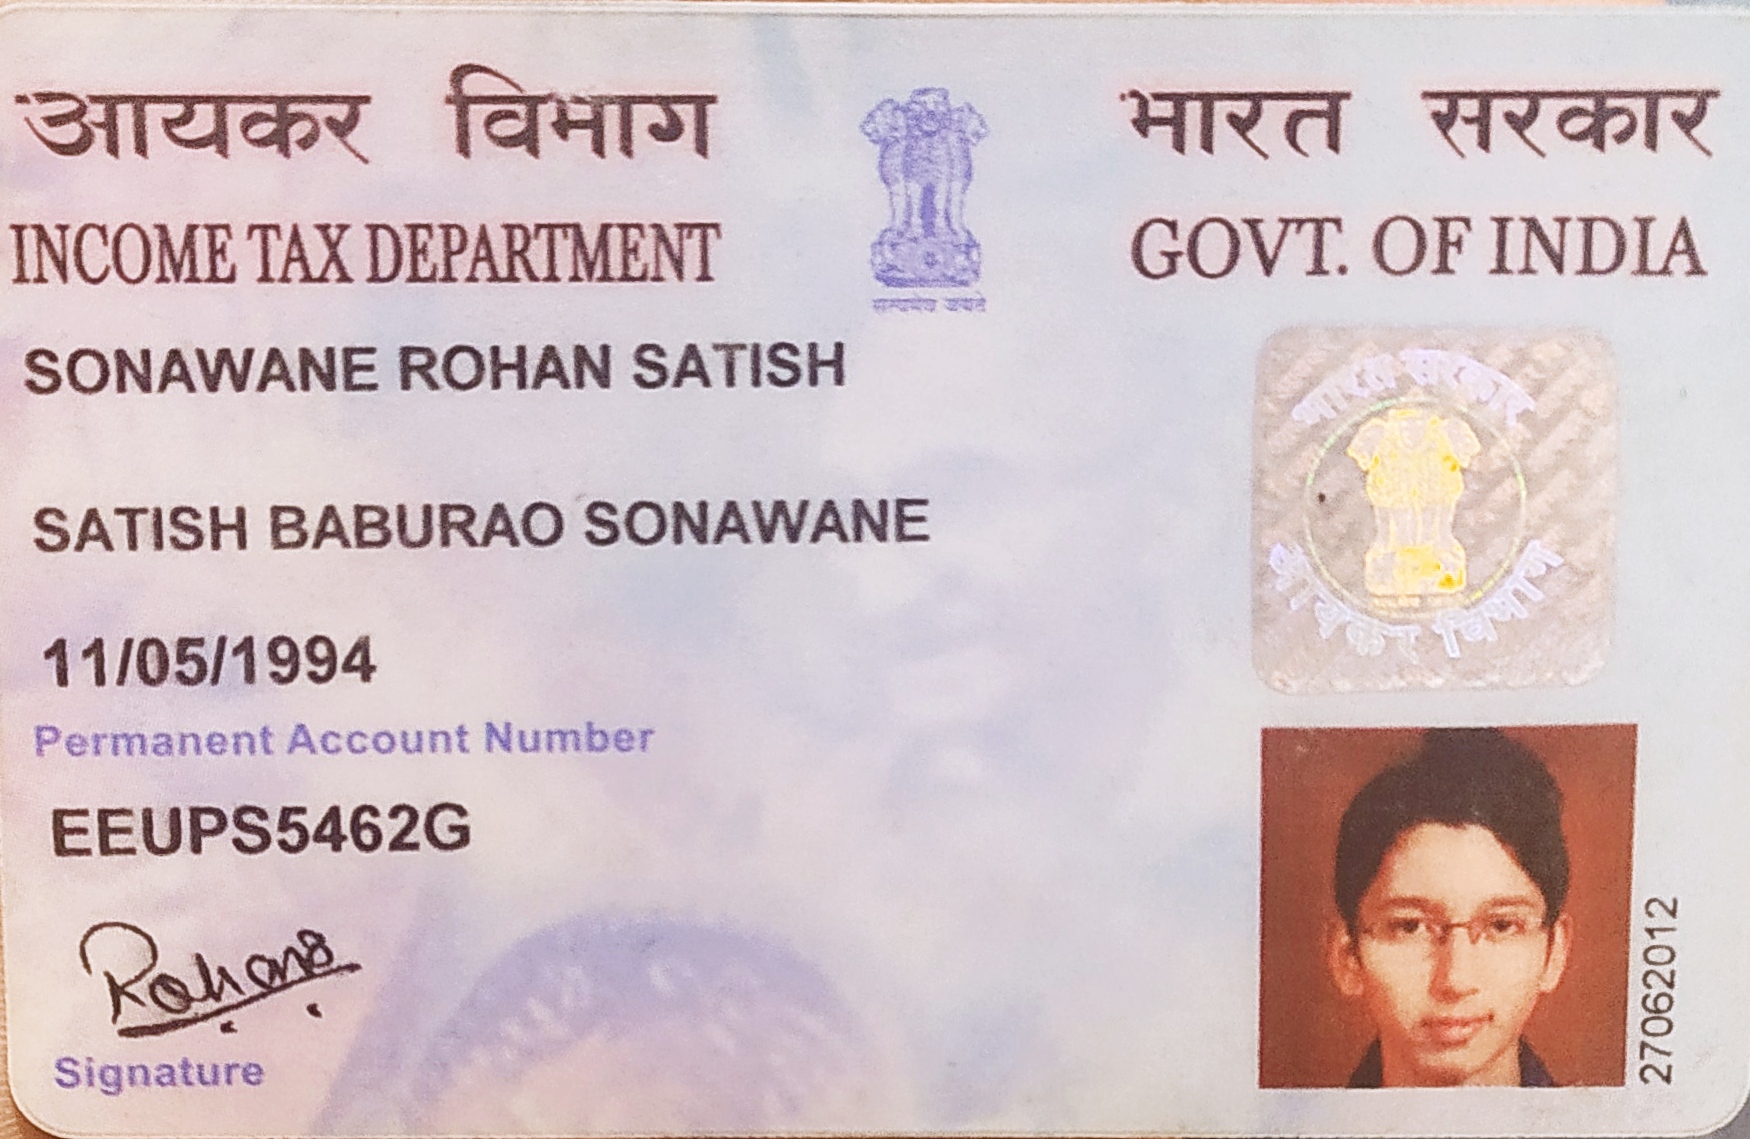 आयकर विभाग
INCOME TAX DEPARTMENT
भारत सरकार
GOVT. OF INDIA
सत्यमेव जयते
SONAWANE ROHAN SATISH
SATISH BABURAO SONAWANE
11/05/1994
Permanent Account Number
EEUPS5462G
Signature
भारत सरकार
आयकर विभाग
27062012